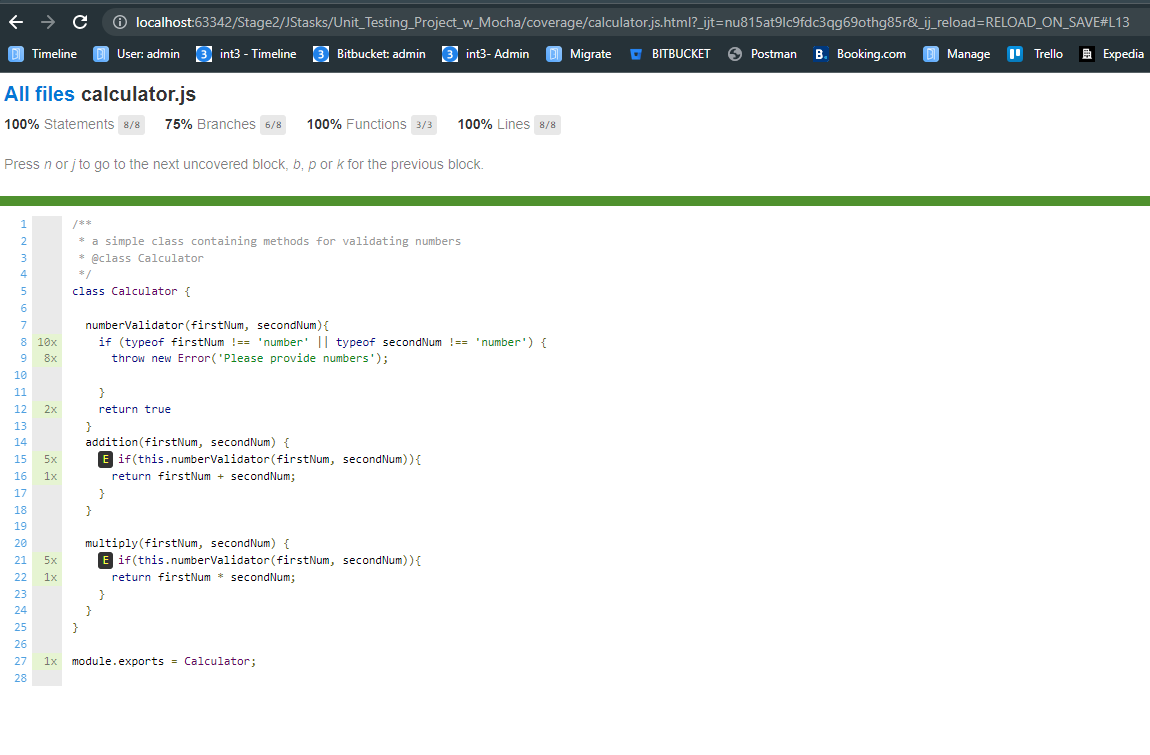 localhost:63342/Stage2/JStasks/Unit_Testing_Project_w_Mocha/coverage/calculator.js.html?_ijt=nu815at9lc9fdc3qg69othg85r&_ij_reload=RELOAD_ON_SAVE#L13
Timeline User: admin 3 int3 - Timeline 3 Bitbucket: admin 3 int3- Admin Migrate BITBUCKET Postman B. Booking.com Manage Trello Expedia
All files calculator.js
100% Statements 8/8 75% Branches 6/8 100% Functions 3/3 100% Lines 8/8
Press n or j to go to the next uncovered block, b, p or k for the previous block.
1 /**
2 * a simple class containing methods for validating numbers
3 * @class Calculator
4 */
5 class Calculator {
6
7 numberValidator(firstNum, secondNum){
8 10x if (typeof firstNum !== 'number' || typeof secondNum !== 'number') {
9 8x throw new Error('Please provide numbers');
10
11 }
12 2x return true
13 }
14 addition(firstNum, secondNum) {
15 5x E if(this.numberValidator(firstNum, secondNum)){
16 1x return firstNum + secondNum;
17 }
18 }
19
20 multiply(firstNum, secondNum) {
21 5x E if(this.numberValidator(firstNum, secondNum)){
22 1x return firstNum * secondNum;
23 }
24 }
25 }
26
27 1x module.exports = Calculator;
28